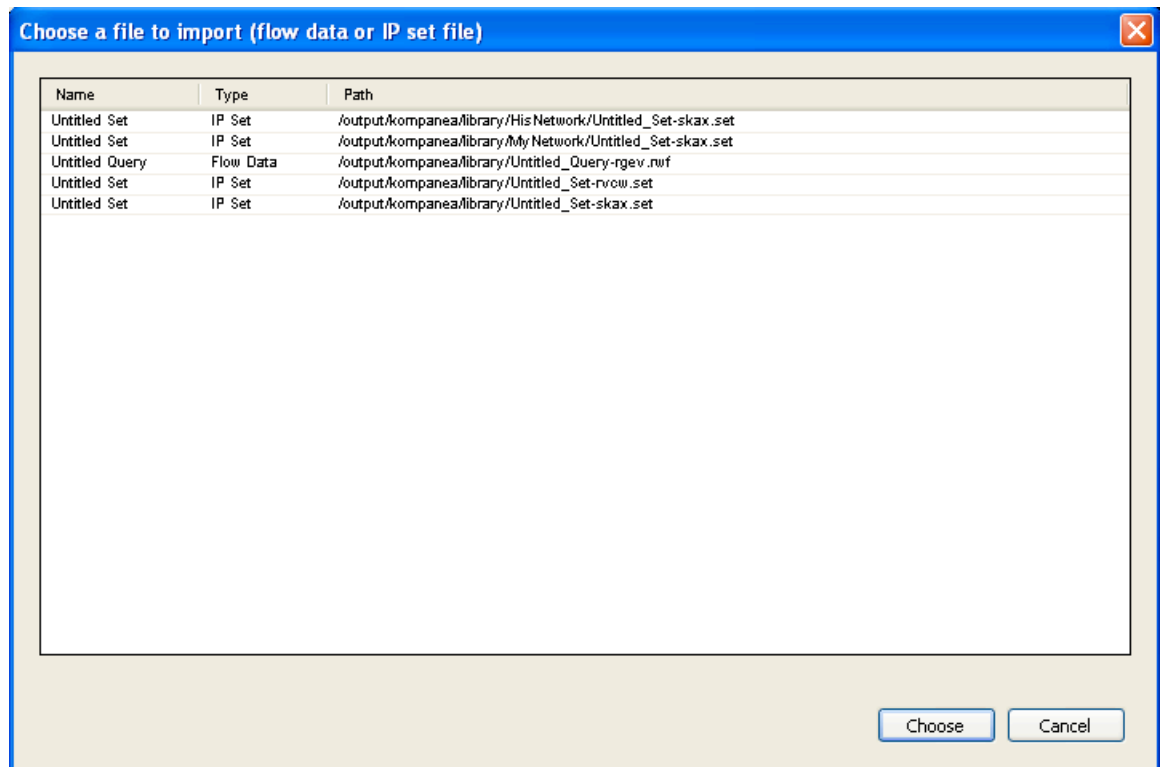 Choose a file to import (flow data or IP set file)
Name Type Path
Untitled Set IP Set /output/kompanea/library/HisNetwork/Untitled_Set-skax.set
Untitled Set IP Set /output/kompanea/library/MyNetwork/Untitled_Set-skax.set
Untitled Query Flow Data /output/kompanea/library/Untitled_Query-rgev.rwf
Untitled Set IP Set /output/kompanea/library/Untitled_Set-rvcw.set
Untitled Set IP Set /output/kompanea/library/Untitled_Set-skax.set
Choose Cancel